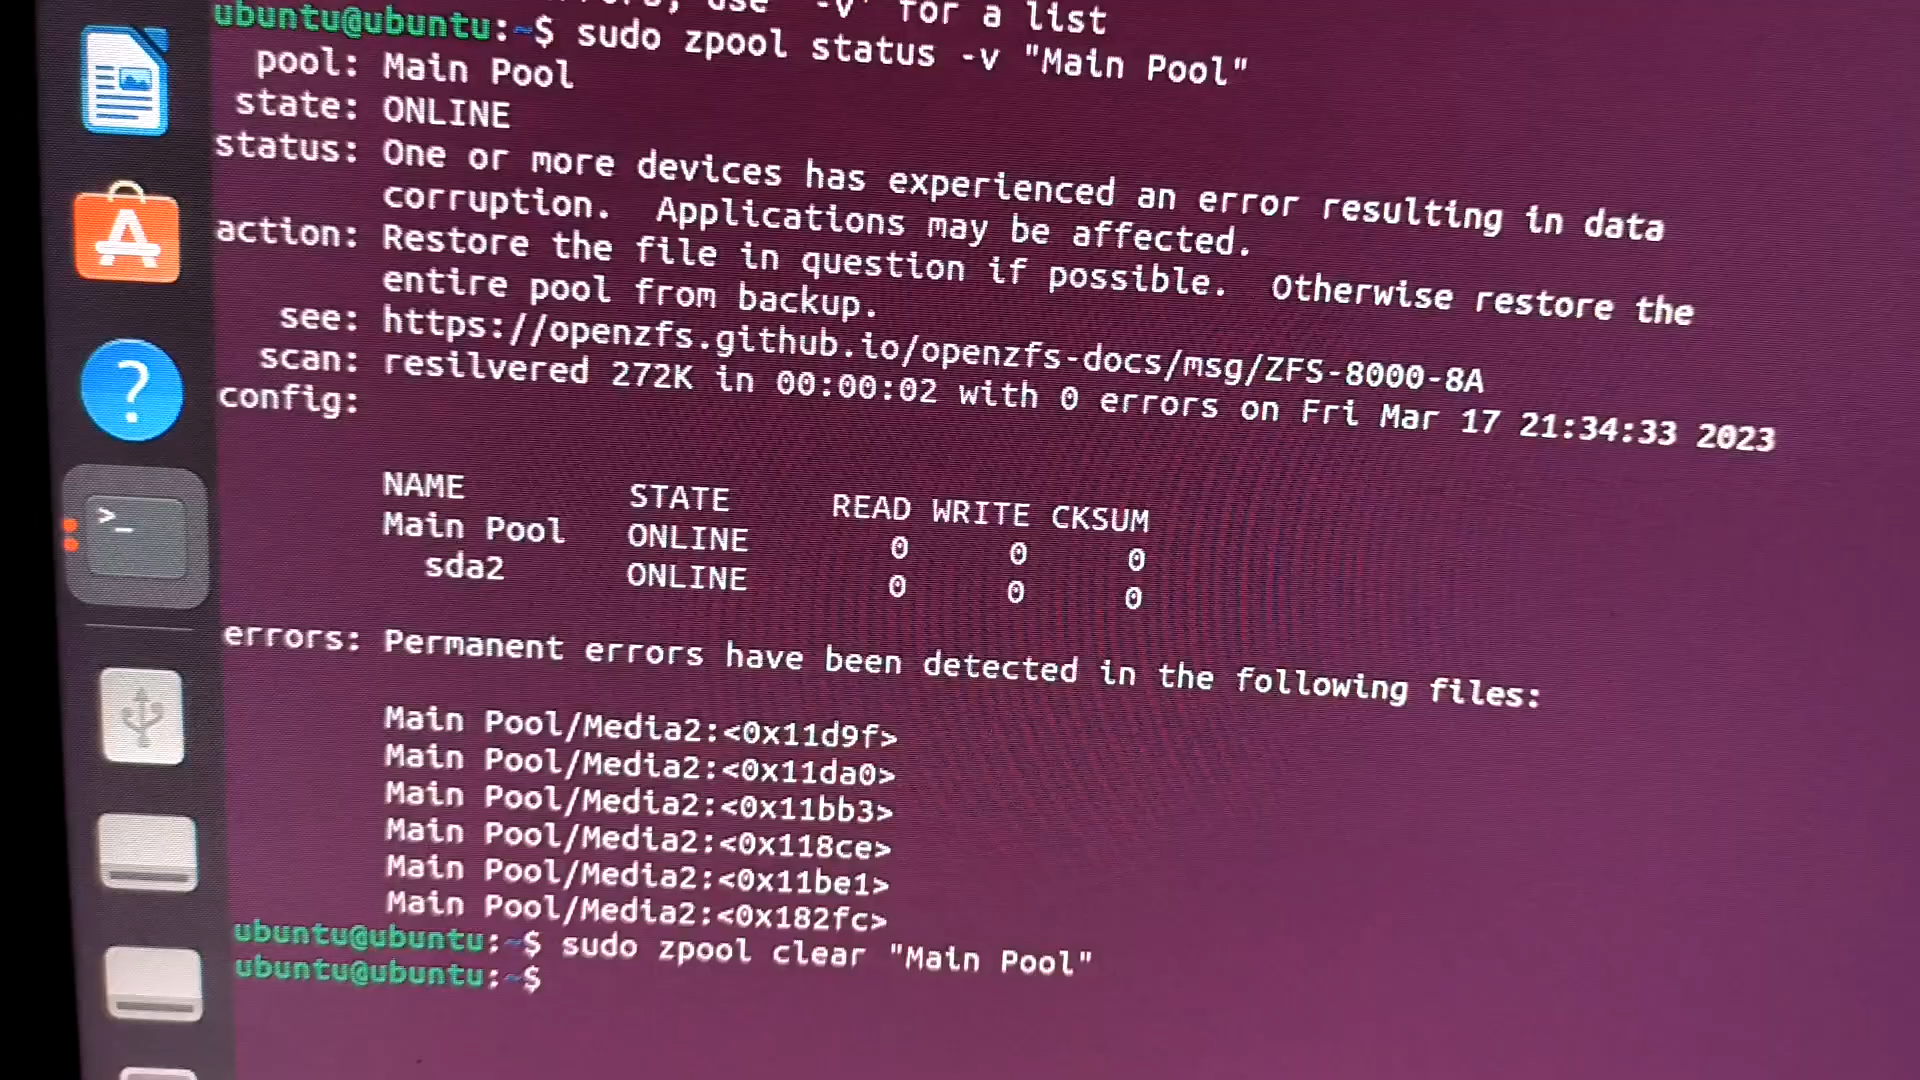 use '-v' for a list
ubuntu@ubuntu:~$ sudo zpool status -v "Main Pool"
pool: Main Pool
state: ONLINE
status: One or more devices has experienced an error resulting in data
corruption. Applications may be affected.
action: Restore the file in question if possible. Otherwise restore the
entire pool from backup.
see: https://openzfs.github.io/openzfs-docs/msg/ZFS-8000-8A
scan: resilvered 272K in 00:00:02 with 0 errors on Fri Mar 17 21:34:33 2023
config:
NAME STATE READ WRITE CKSUM
Main Pool ONLINE 0 0 0
sda2 ONLINE 0 0 0
errors: Permanent errors have been detected in the following files:
Main Pool/Media2:<0x11d9f>
Main Pool/Media2:<0x11da0>
Main Pool/Media2:<0x11bb3>
Main Pool/Media2:<0x118ce>
Main Pool/Media2:<0x11be1>
Main Pool/Media2:<0x182fc>
ubuntu@ubuntu:~$ sudo zpool clear "Main Pool"
ubuntu@ubuntu:~$